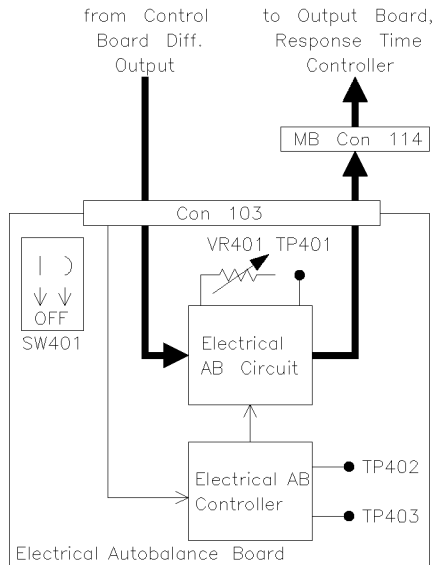 from Control
Board Diff.
Output
to Output Board,
Response Time
Controller
MB Con 114
Con 103
VR401 TP401
OFF
SW401
Electrical
AB Circuit
Electrical AB
Controller
TP402
TP403
Electrical Autobalance Board